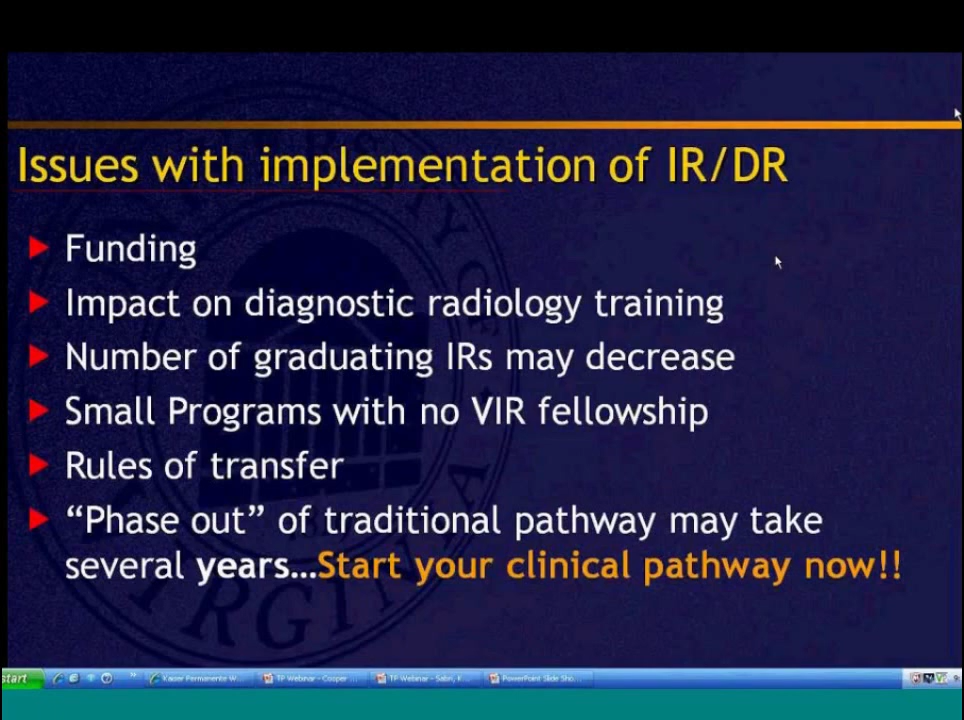 Issues with implementation of IR/DR
Funding
Impact on diagnostic radiology training
Number of graduating IRs may decrease
Small Programs with no VIR fellowship
Rules of transfer
“Phase out” of traditional pathway may take
several years…Start your clinical pathway now!!
start
Kaiser Permanente W...
TP Webinar - Cooper ...
TP Webinar - Sabri, K...
PowerPoint Slide Sho...